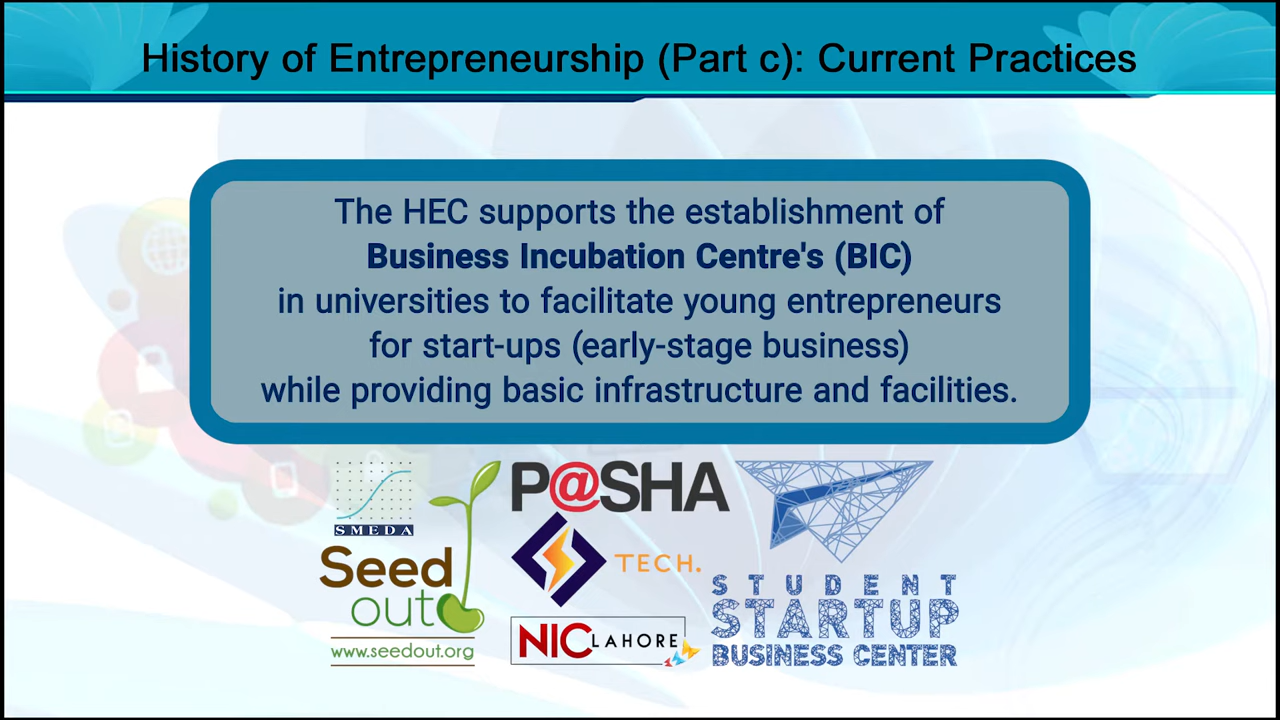 History of Entrepreneurship (Part c): Current Practices
The HEC supports the establishment of
Business Incubation Centre's (BIC)
in universities to facilitate young entrepreneurs
for start-ups (early-stage business)
while providing basic infrastructure and facilities.
SMEDA
Seed
out
www.seedout.org
P@SHA
TECH.
NIC LAHORE
STUDENT
STARTUP
BUSINESS CENTER